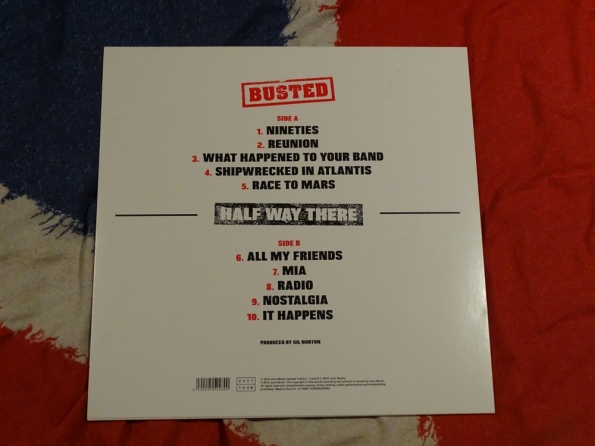 BUSTED
SIDE A
1. NINETIES
2. REUNION
3. WHAT HAPPENED TO YOUR BAND
4. SHIPWRECKED IN ATLANTIS
5. RACE TO MARS
HALF WAY THERE
SIDE B
6. ALL MY FRIENDS
7. MIA
8. RADIO
9. NOSTALGIA
10. IT HAPPENS
PRODUCED BY GIL NORTON